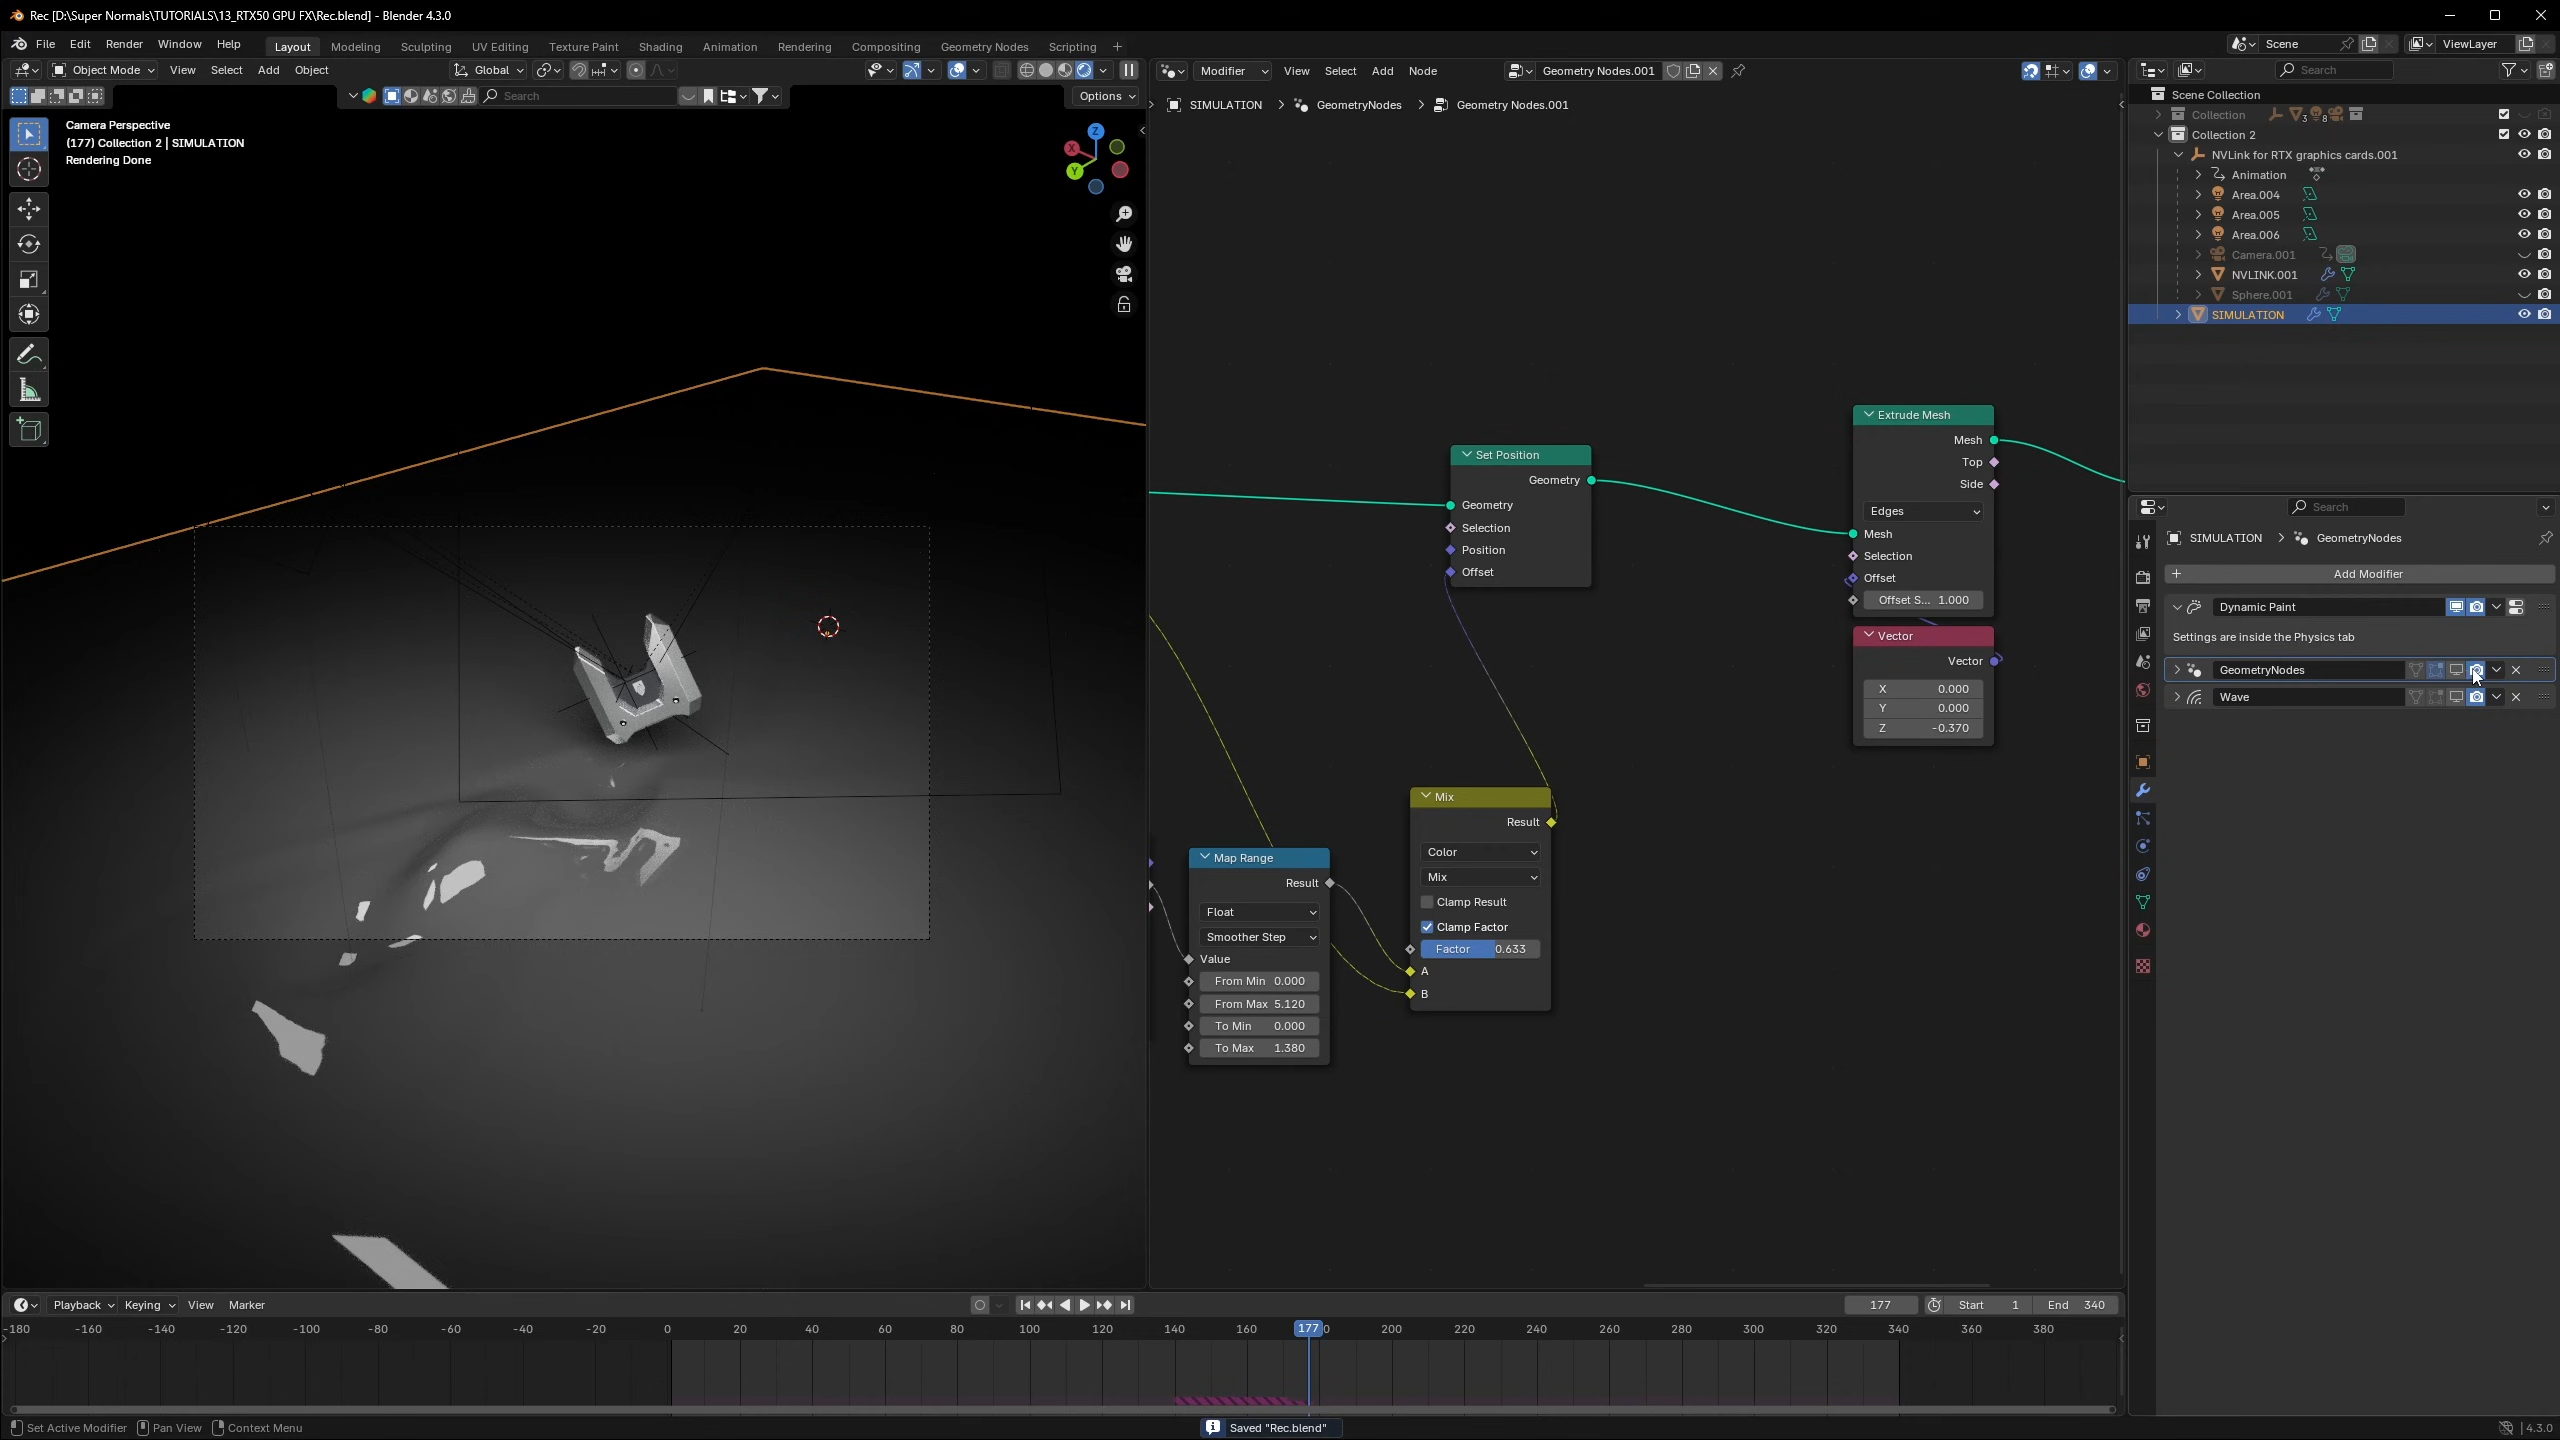 Rec [D:\Super Normals\TUTORIALS\13_RTX50 GPU FX\Rec.blend] - Blender 4.3.0
File Edit Render Window Help Layout Modeling Sculpting UV Editing Texture Paint Shading Animation Rendering Compositing Geometry Nodes Scripting + Scene ViewLayer
Object Mode View Select Add Object Global
Modifier View Select Add Node Geometry Nodes.001
Search
Search
Options
SIMULATION > GeometryNodes > Geometry Nodes.001
Camera Perspective
(177) Collection 2 | SIMULATION
Rendering Done
Z
X
Y
Set Position
Geometry
Geometry
Selection
Position
Offset
Extrude Mesh
Mesh
Top
Side
Edges
Mesh
Selection
Offset
Offset S... 1.000
Vector
Vector
X 0.000
Y 0.000
Z -0.370
Mix
Result
Color
Mix
Clamp Result
Clamp Factor
Factor 0.633
A
B
Map Range
Result
Float
Smoother Step
Value
From Min 0.000
From Max 5.120
To Min 0.000
To Max 1.380
Scene Collection
Collection 3 8
Collection 2
NVLink for RTX graphics cards.001
Animation
Area.004
Area.005
Area.006
Camera.001
NVLINK.001
Sphere.001
SIMULATION
Search
SIMULATION > GeometryNodes
+ Add Modifier
Dynamic Paint
Settings are inside the Physics tab
GeometryNodes
Wave
Playback Keying View Marker
177 Start 1 End 340
-180 -160 -140 -120 -100 -80 -60 -40 -20 0 20 40 60 80 100 120 140 160 177 0 200 220 240 260 280 300 320 340 360 380
Set Active Modifier Pan View Context Menu
Saved "Rec.blend"
4.3.0